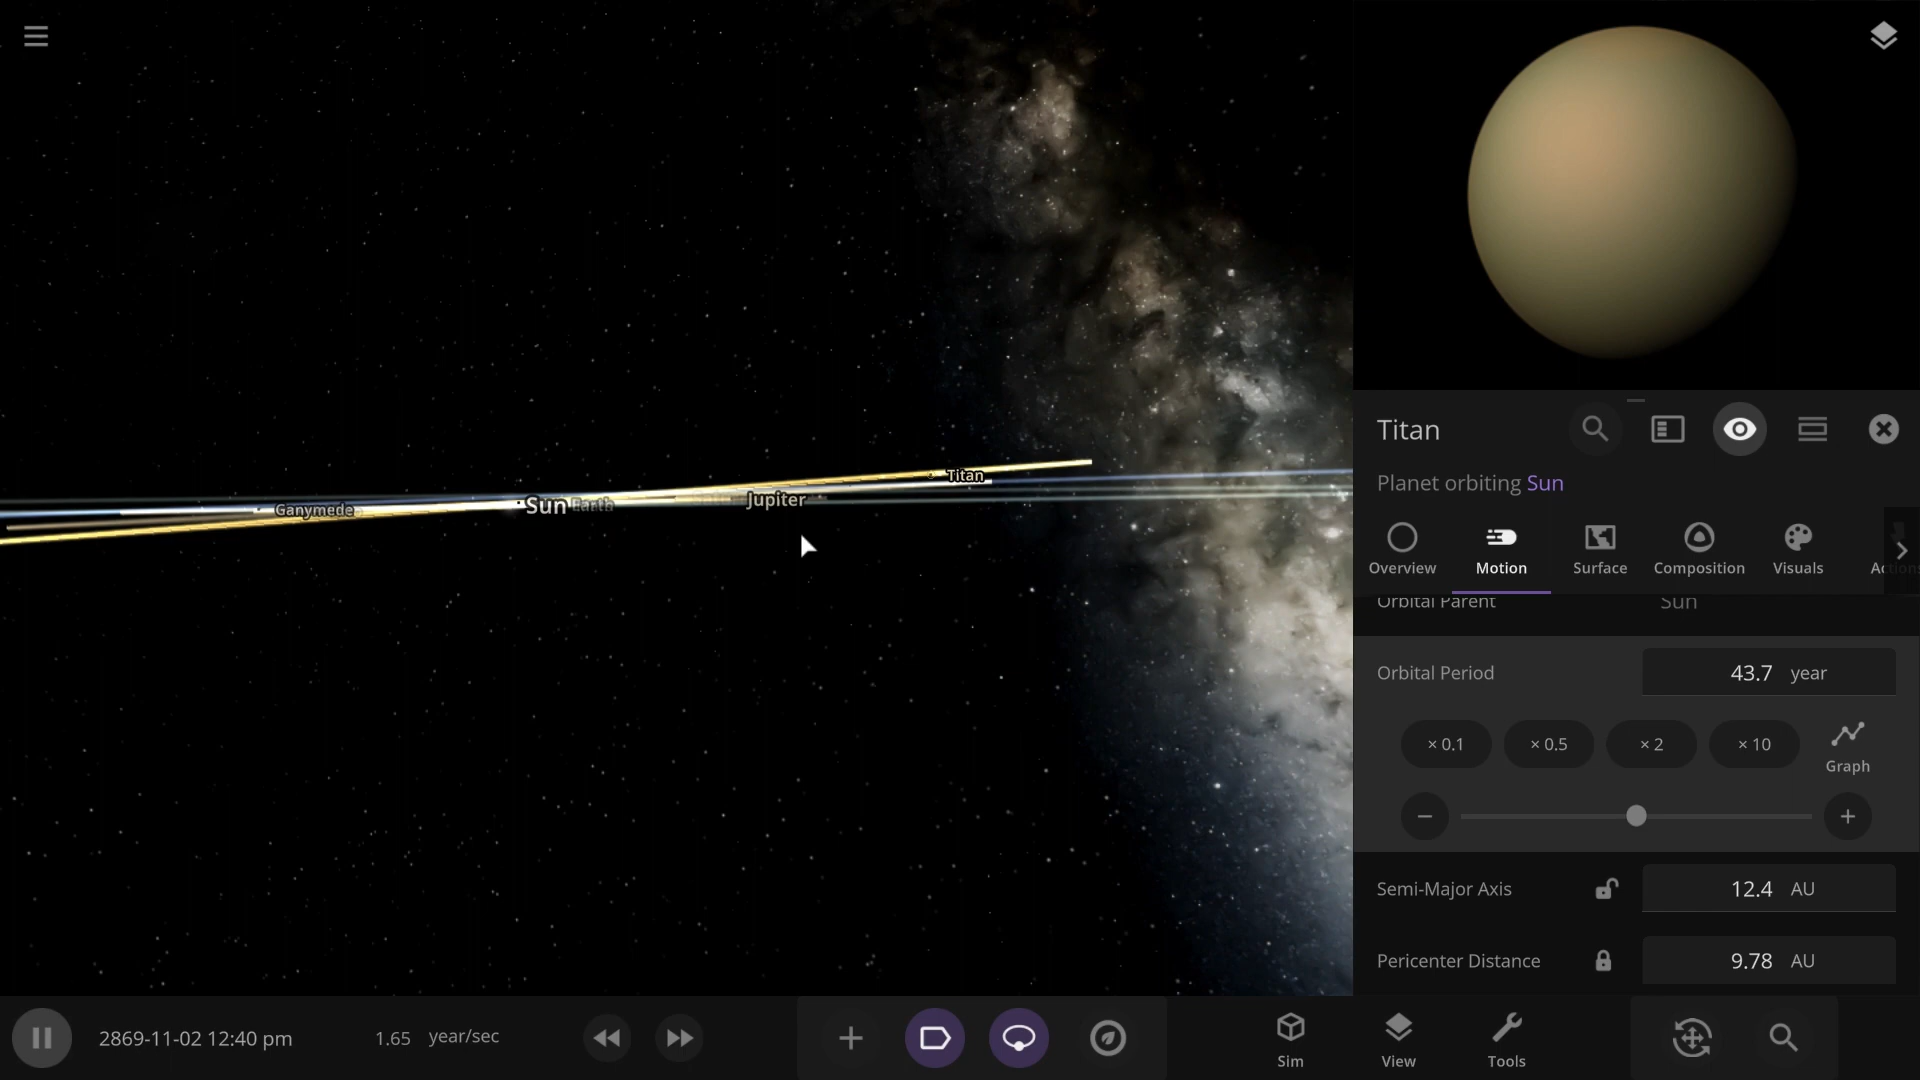 Titan
Ganymede
Sun Earth
Jupiter
Titan
Planet orbiting Sun
Overview
Motion
Surface
Composition
Visuals
Actions
Orbital Parent Sun
Orbital Period 43.7 year
× 0.1 × 0.5 × 2 × 10
Graph
Semi-Major Axis 12.4 AU
Pericenter Distance 9.78 AU
2869-11-02 12:40 pm 1.65 year/sec
Sim View Tools